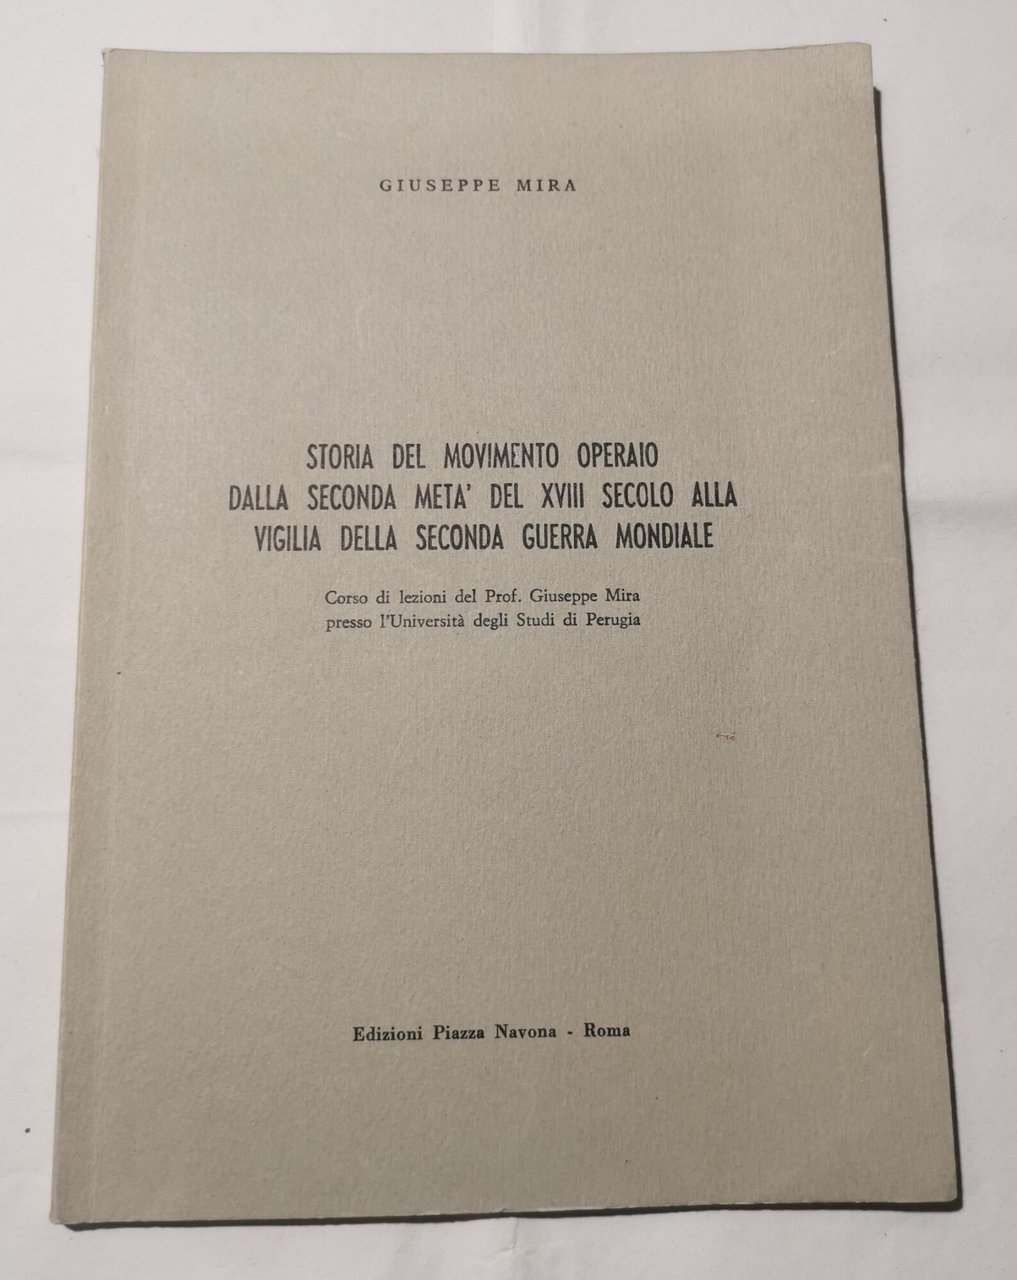 GIUSEPPE MIRA
STORIA DEL MOVIMENTO OPERAIO
DALLA SECONDA META' DEL XVIII SECOLO ALLA
VIGILIA DELLA SECONDA GUERRA MONDIALE
Corso di lezioni del Prof. Giuseppe Mira
presso l'Università degli Studi di Perugia
Edizioni Piazza Navona - Roma